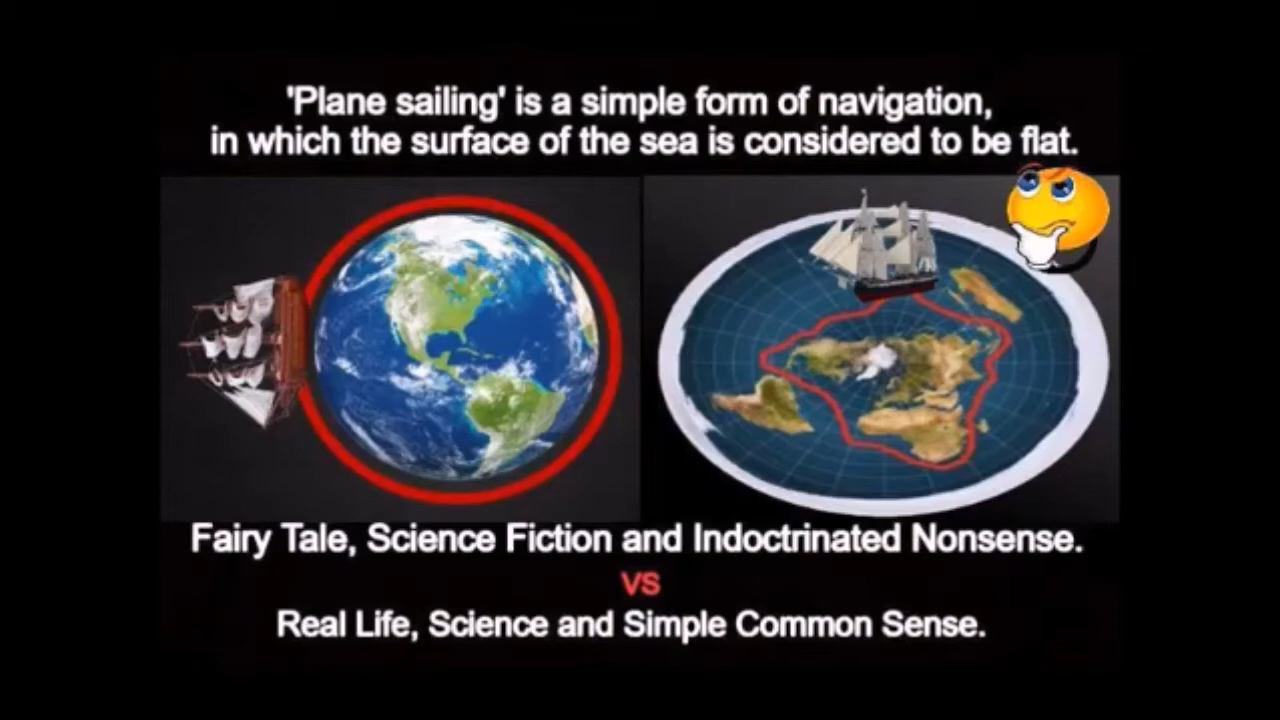 'Plane sailing' is a simple form of navigation,
in which the surface of the sea is considered to be flat.
Fairy Tale, Science Fiction and Indoctrinated Nonsense.
vs
Real Life, Science and Simple Common Sense.